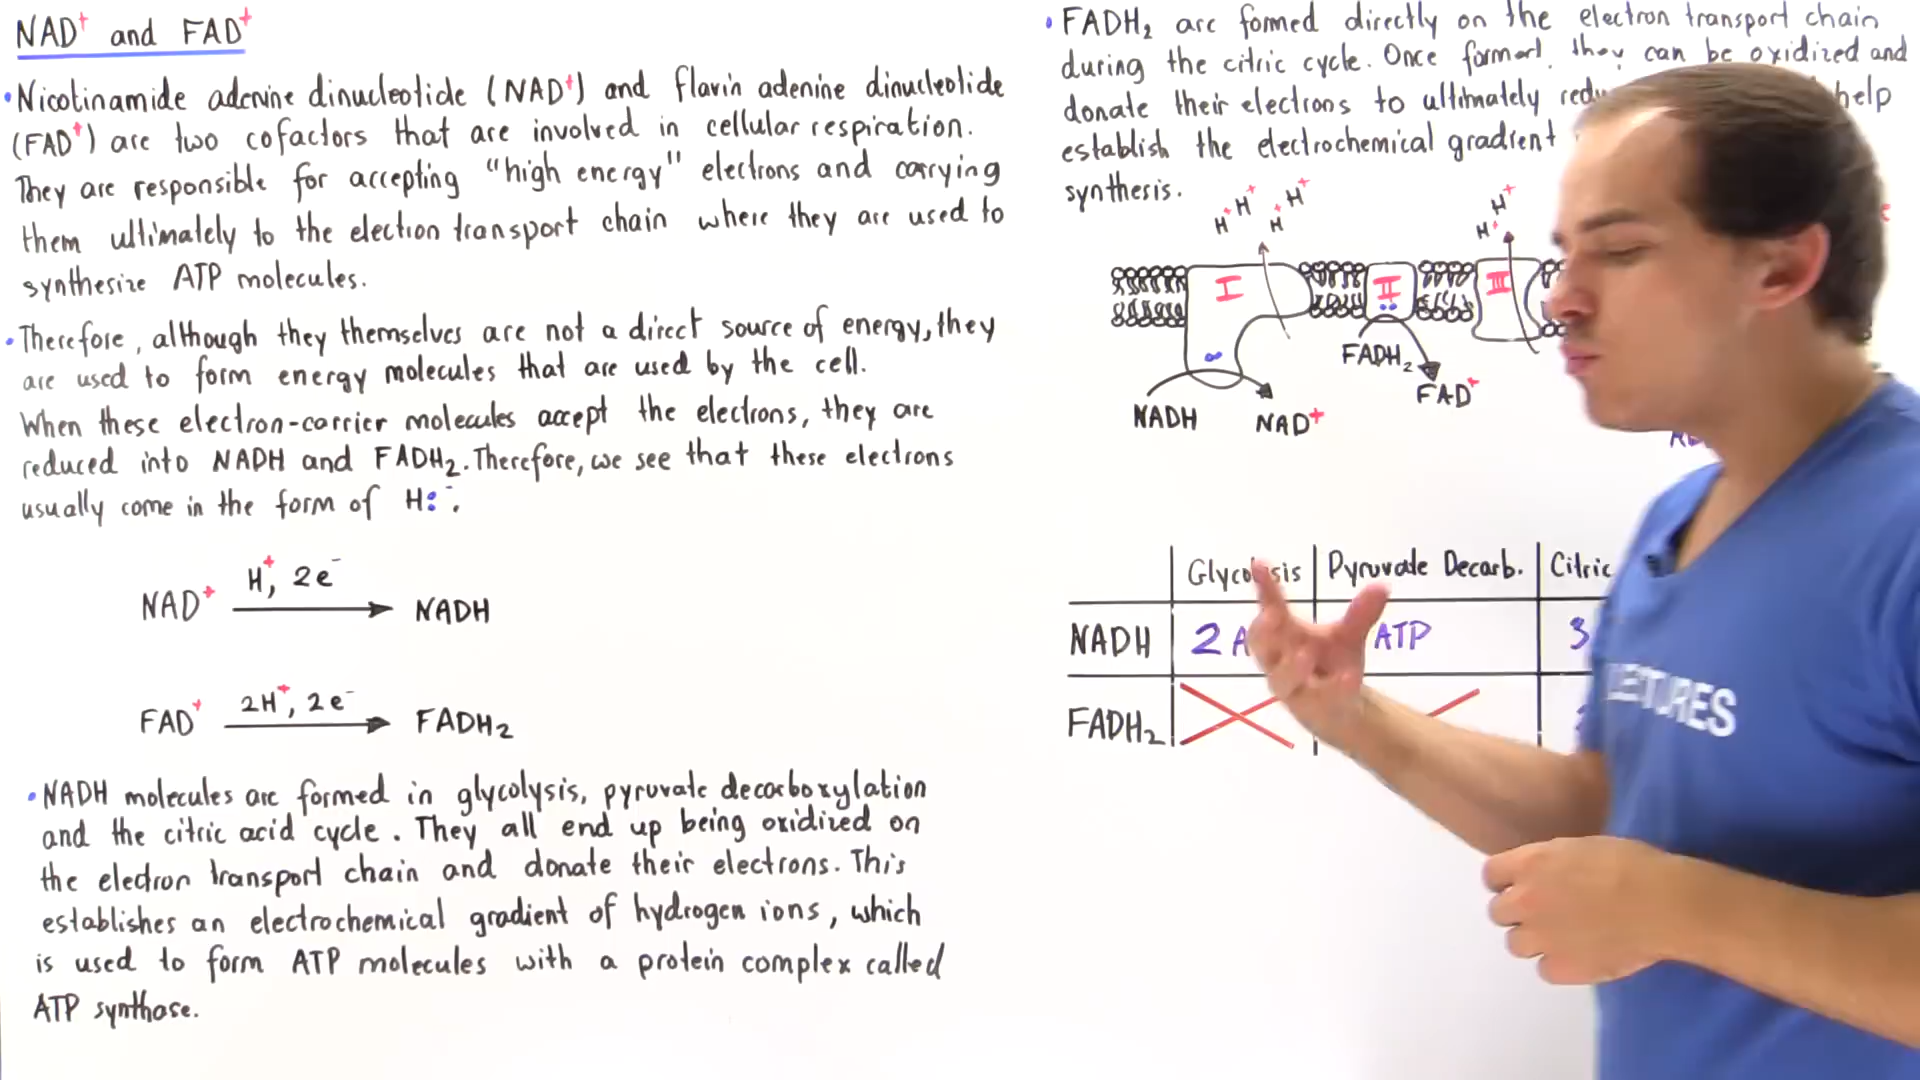 NAD⁺ and FAD⁺
• Nicotinamide adenine dinucleotide (NAD⁺) and flavin adenine dinucleotide
(FAD⁺) are two cofactors that are involved in cellular respiration.
They are responsible for accepting "high energy" electrons and carrying
them ultimately to the electron transport chain where they are used to
synthesize ATP molecules.
• Therefore, although they themselves are not a direct source of energy, they
are used to form energy molecules that are used by the cell.
When these electron-carrier molecules accept the electrons, they are
reduced into NADH and FADH₂. Therefore, we see that these electrons
usually come in the form of H:⁻.
NAD⁺ H⁺, 2e⁻ NADH
FAD⁺ 2H⁺, 2e⁻ FADH₂
• NADH molecules are formed in glycolysis, pyruvate decarboxylation
and the citric acid cycle. They all end up being oxidized on
the electron transport chain and donate their electrons. This
establishes an electrochemical gradient of hydrogen ions, which
is used to form ATP molecules with a protein complex called
ATP synthase.
• FADH₂ are formed directly on the electron transport chain
during the citric cycle. Once formed, they can be oxidized and
donate their electrons to ultimately help
establish the electrochemical gradient
synthesis.
H⁺ H⁺ H⁺ H⁺
H⁺ H⁺
I II III
FADH₂
FAD⁺
NADH NAD⁺
Glycolysis Pyruvate Decarb. Citric
NADH 2 ATP 3
FADH₂
LECTURES